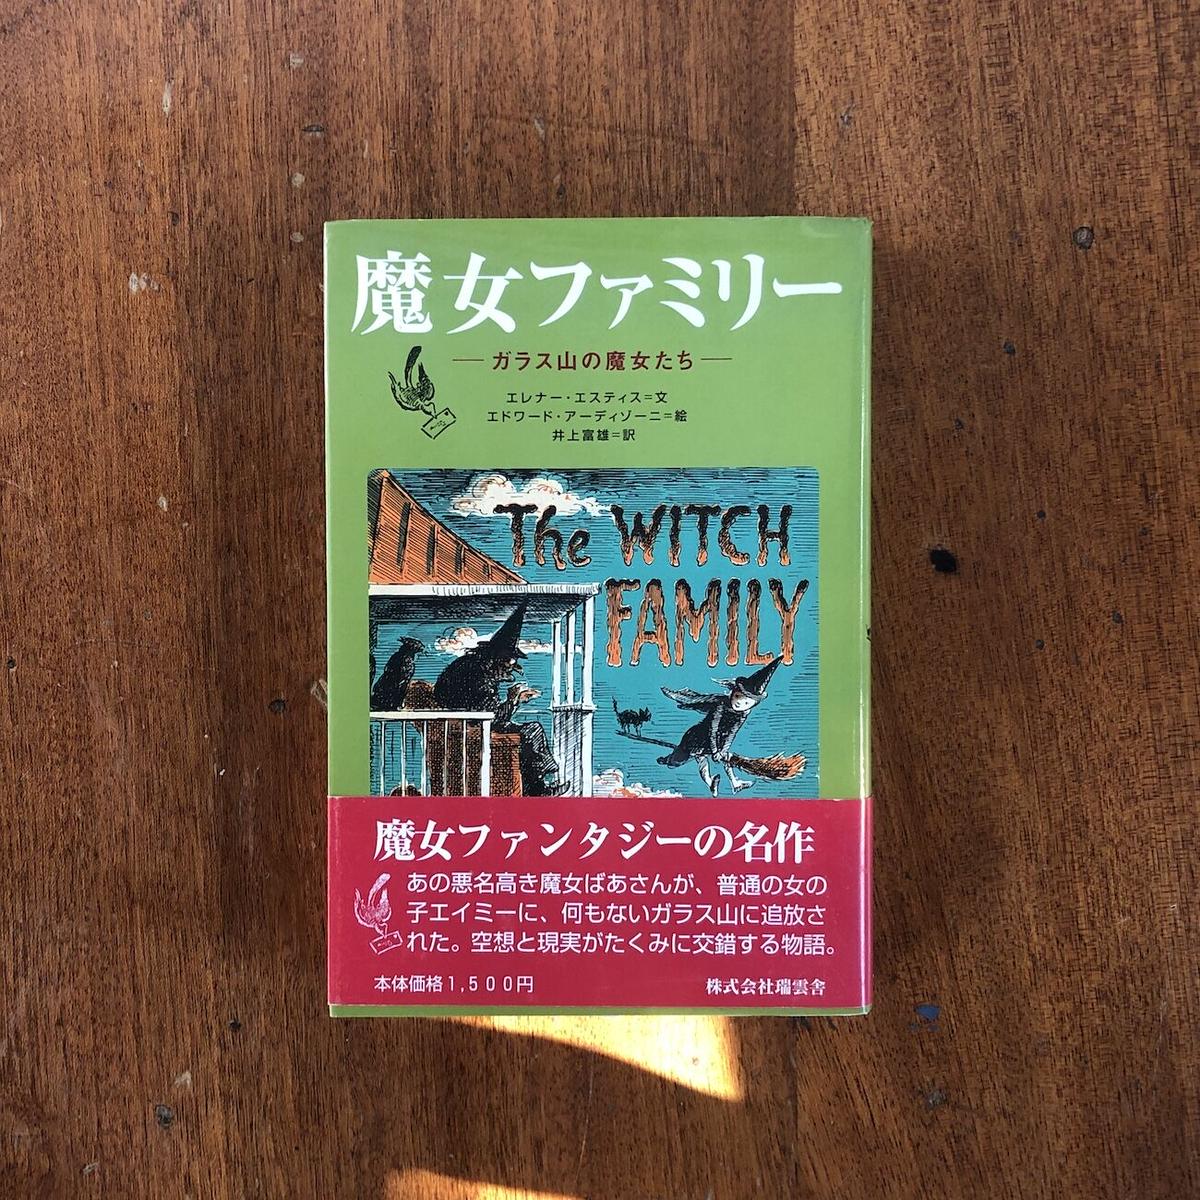 魔女ファミリー
―ガラス山の魔女たち―
エレナー・エスティス=文
エドワード・アーディゾーニ=絵
井上富雄=訳
The WITCH
FAMILY
魔女ファンタジーの名作
あの悪名高き魔女ばあさんが、普通の女の
子エイミーに、何もないガラス山に追放さ
れた。空想と現実がたくみに交錯する物語。
本体価格1,500円
株式会社瑞雲舎